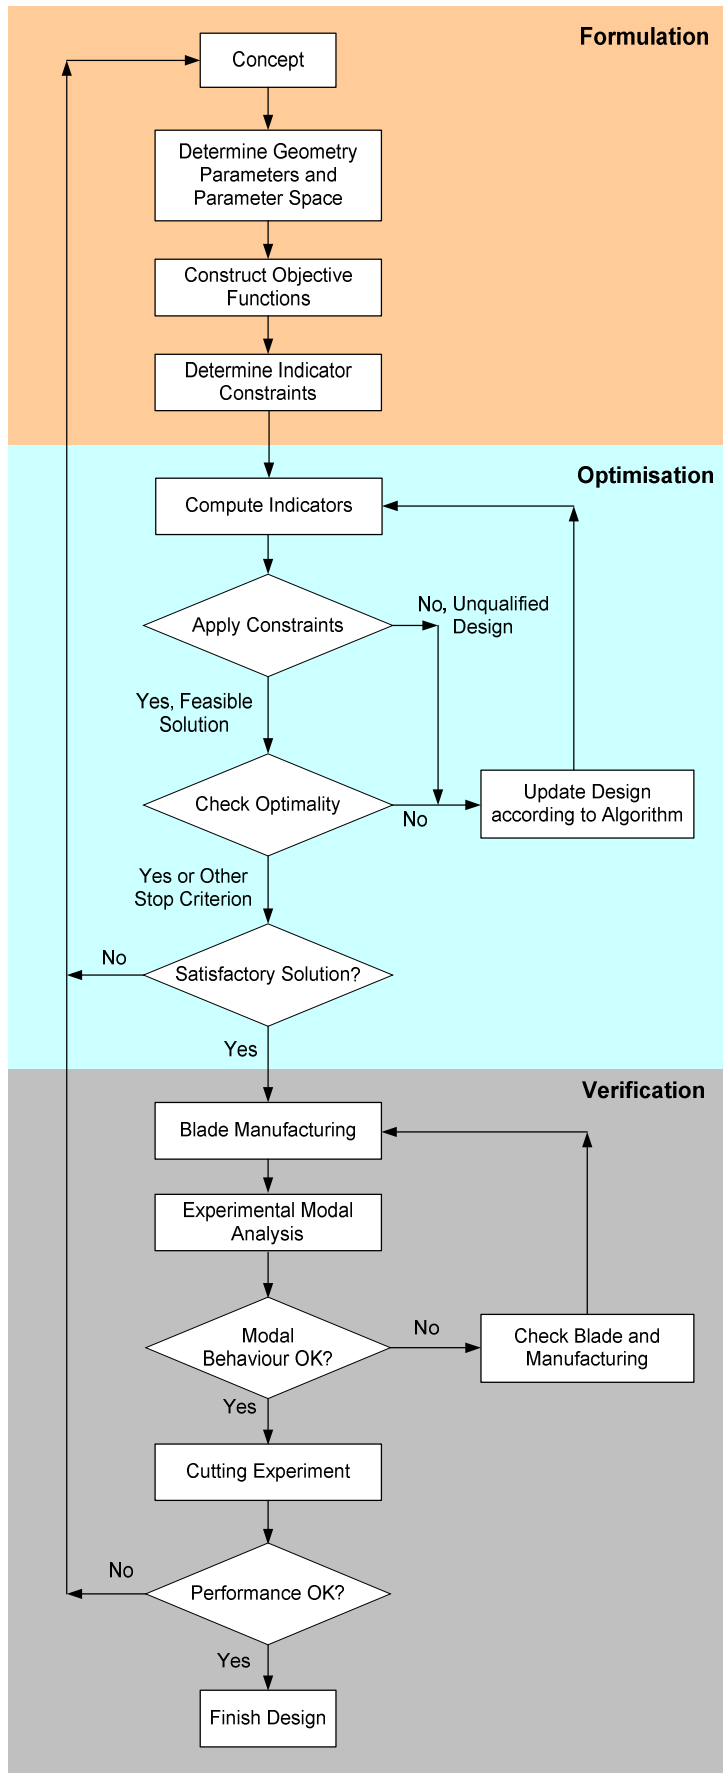 Formulation
Concept
Determine Geometry
Parameters and
Parameter Space
Construct Objective
Functions
Determine Indicator
Constraints
Optimisation
Compute Indicators
No, Unqualified
Design
Apply Constraints
Yes, Feasible
Solution
Check Optimality
No
Update Design
according to Algorithm
Yes or Other
Stop Criterion
No
Satisfactory Solution?
Yes
Verification
Blade Manufacturing
Experimental Modal
Analysis
Modal
Behaviour OK?
No
Check Blade and
Manufacturing
Yes
Cutting Experiment
No
Performance OK?
Yes
Finish Design